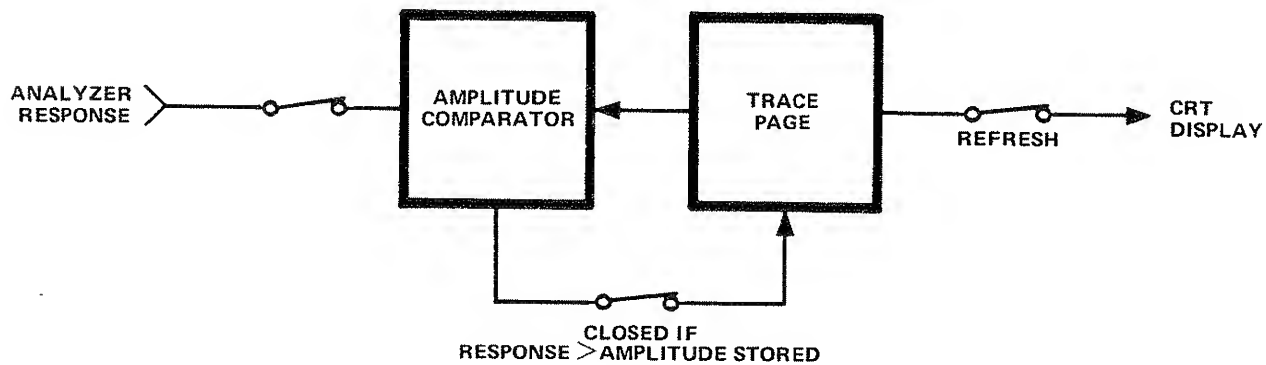 ANALYZER
RESPONSE
AMPLITUDE
COMPARATOR
TRACE
PAGE
REFRESH
CRT
DISPLAY
CLOSED IF
RESPONSE > AMPLITUDE STORED